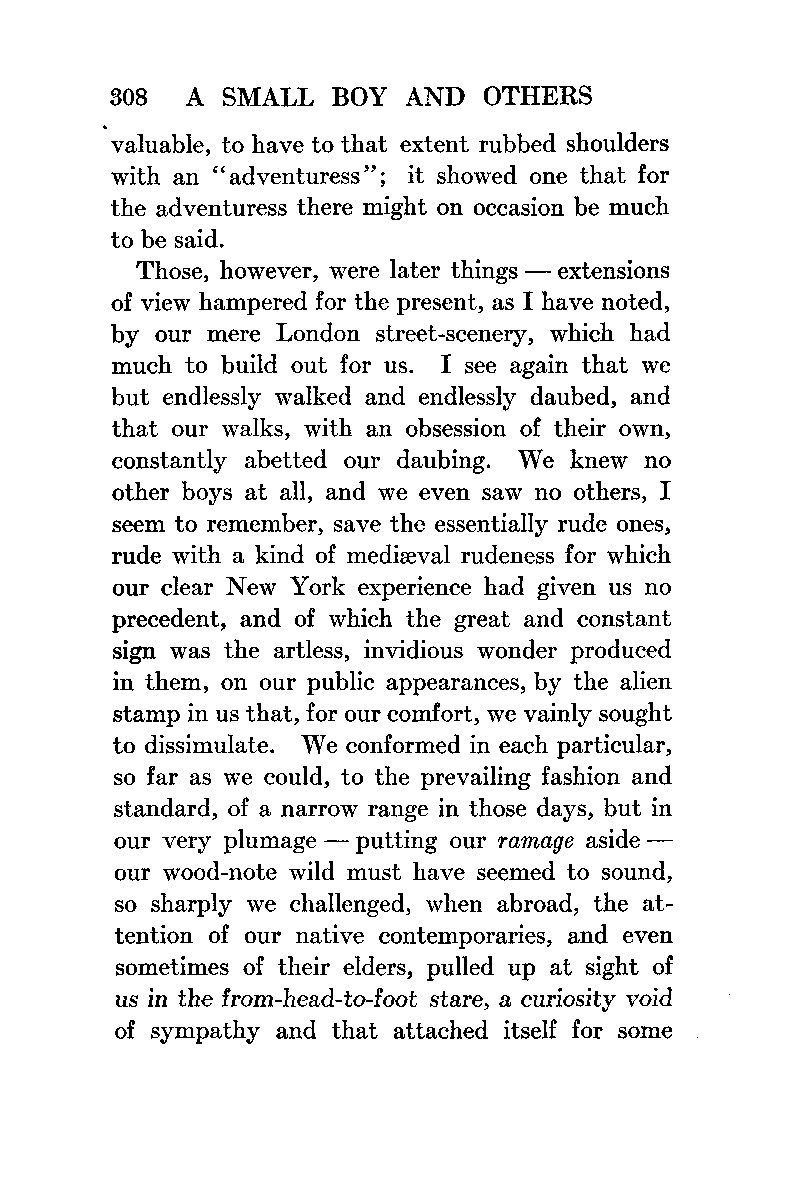 308 A SMALL BOY AND OTHERS
valuable, to have to that extent rubbed shoulders
with an “adventuress”; it showed one that for
the adventuress there might on occasion be much
to be said.
Those, however, were later things — extensions
of view hampered for the present, as I have noted,
by our mere London street-scenery, which had
much to build out for us. I see again that we
but endlessly walked and endlessly daubed, and
that our walks, with an obsession of their own,
constantly abetted our daubing. We knew no
other boys at all, and we even saw no others, I
seem to remember, save the essentially rude ones,
rude with a kind of mediæval rudeness for which
our clear New York experience had given us no
precedent, and of which the great and constant
sign was the artless, invidious wonder produced
in them, on our public appearances, by the alien
stamp in us that, for our comfort, we vainly sought
to dissimulate. We conformed in each particular,
so far as we could, to the prevailing fashion and
standard, of a narrow range in those days, but in
our very plumage — putting our ramage aside —
our wood-note wild must have seemed to sound,
so sharply we challenged, when abroad, the at-
tention of our native contemporaries, and even
sometimes of their elders, pulled up at sight of
us in the from-head-to-foot stare, a curiosity void
of sympathy and that attached itself for some